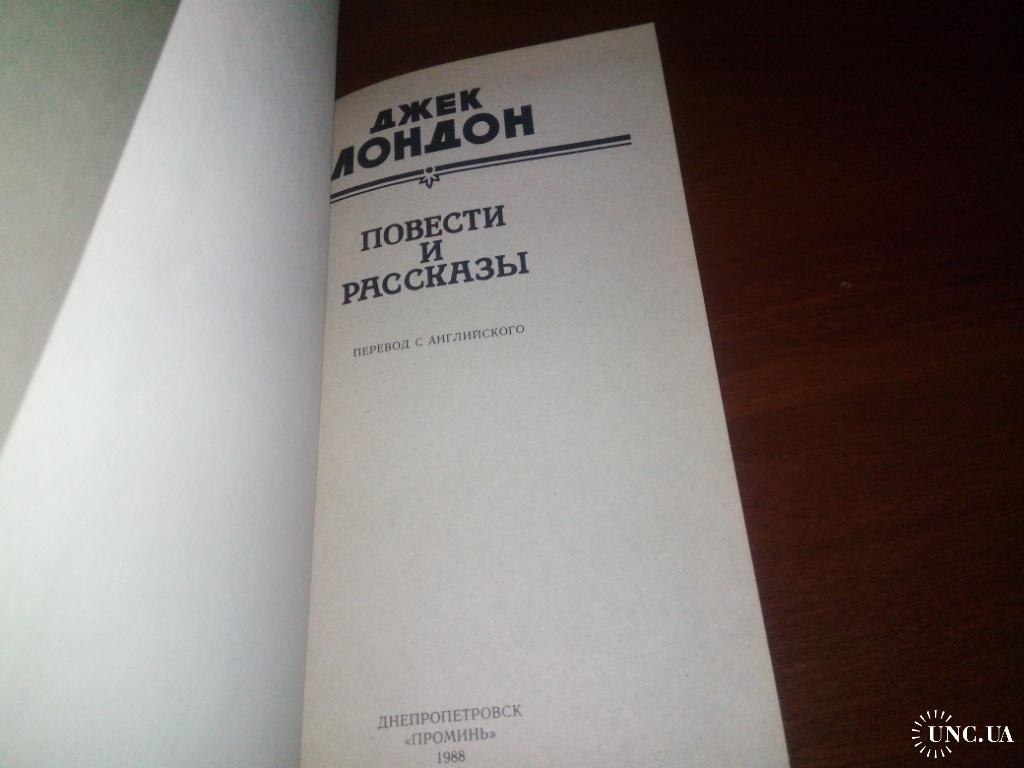 ДЖЕК
ЛОНДОН
ПОВЕСТИ
И
РАССКАЗЫ
ПЕРЕВОД С АНГЛИЙСКОГО
ДНЕПРОПЕТРОВСК
«ПРОМИНЬ»
1988
UNC.UA